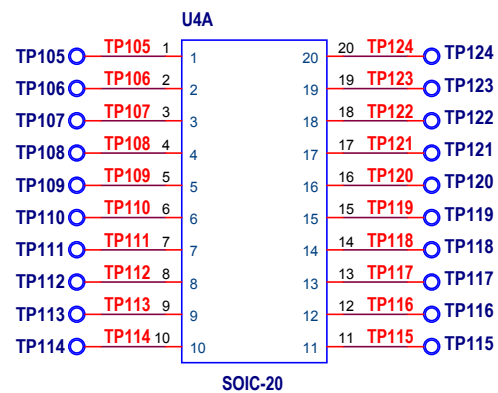 U4A
TP105 TP105 1 1 20 20 TP124 TP124
TP106 TP106 2 2 19 19 TP123 TP123
TP107 TP107 3 3 18 18 TP122 TP122
TP108 TP108 4 4 17 17 TP121 TP121
TP109 TP109 5 5 16 16 TP120 TP120
TP110 TP110 6 6 15 15 TP119 TP119
TP111 TP111 7 7 14 14 TP118 TP118
TP112 TP112 8 8 13 13 TP117 TP117
TP113 TP113 9 9 12 12 TP116 TP116
TP114 TP114 10 10 11 11 TP115 TP115
SOIC-20